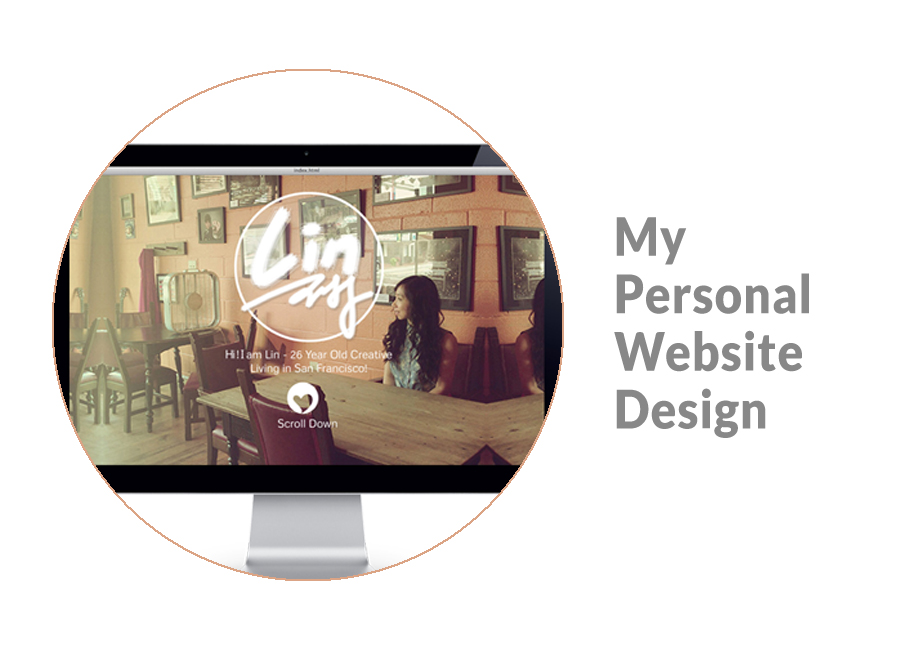 index.html
Lin
Hi! I am Lin - 26 Year Old Creative
Living in San Francisco!
Scroll Down
My
Personal
Website
Design